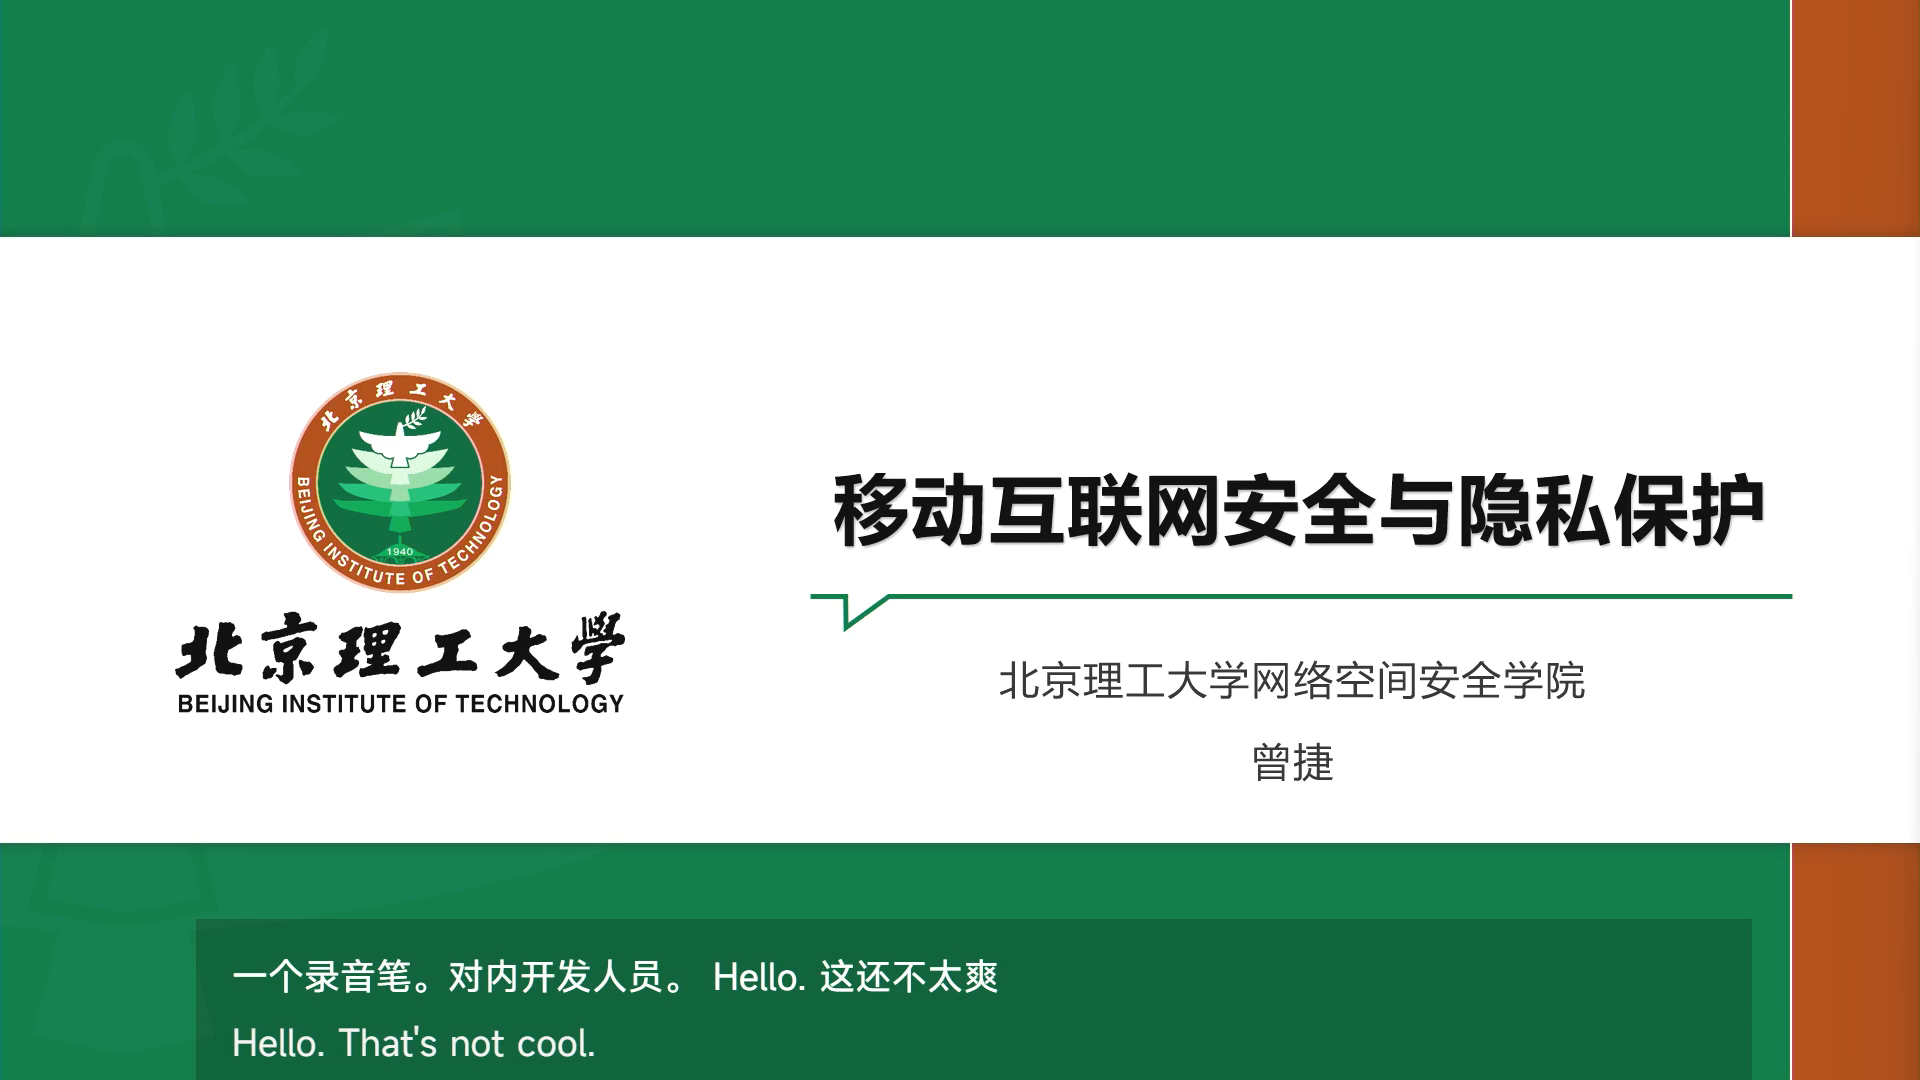 北京理工大學
BEIJING INSTITUTE OF TECHNOLOGY
1940
北京理工大學
BEIJING INSTITUTE OF TECHNOLOGY
移动互联网安全与隐私保护
北京理工大学网络空间安全学院
曾捷
一个录音笔。对内开发人员。 Hello. 这还不太爽
Hello. That's not cool.